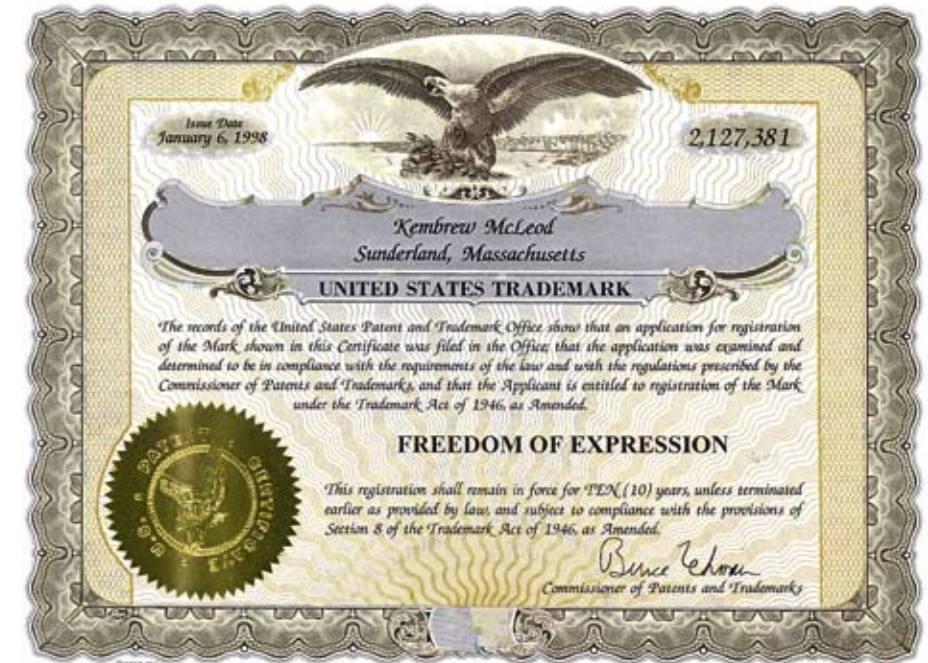 Issue Date
January 6, 1998
2,127,381
Kembrew McLeod
Sunderland, Massachusetts
UNITED STATES TRADEMARK
The records of the United States Patent and Trademark Office show that an application for registration
of the Mark shown in this Certificate was filed in the Office; that the application was examined and
determined to be in compliance with the requirements of the law and with the regulations prescribed by the
Commissioner of Patents and Trademarks, and that the Applicant is entitled to registration of the Mark
under the Trademark Act of 1946, as Amended.
FREEDOM OF EXPRESSION
This registration shall remain in force for TEN (10) years, unless terminated
earlier as provided by law, and subject to compliance with the provisions of
Section 8 of the Trademark Act of 1946, as Amended.
Bruce Lehman
Commissioner of Patents and Trademarks